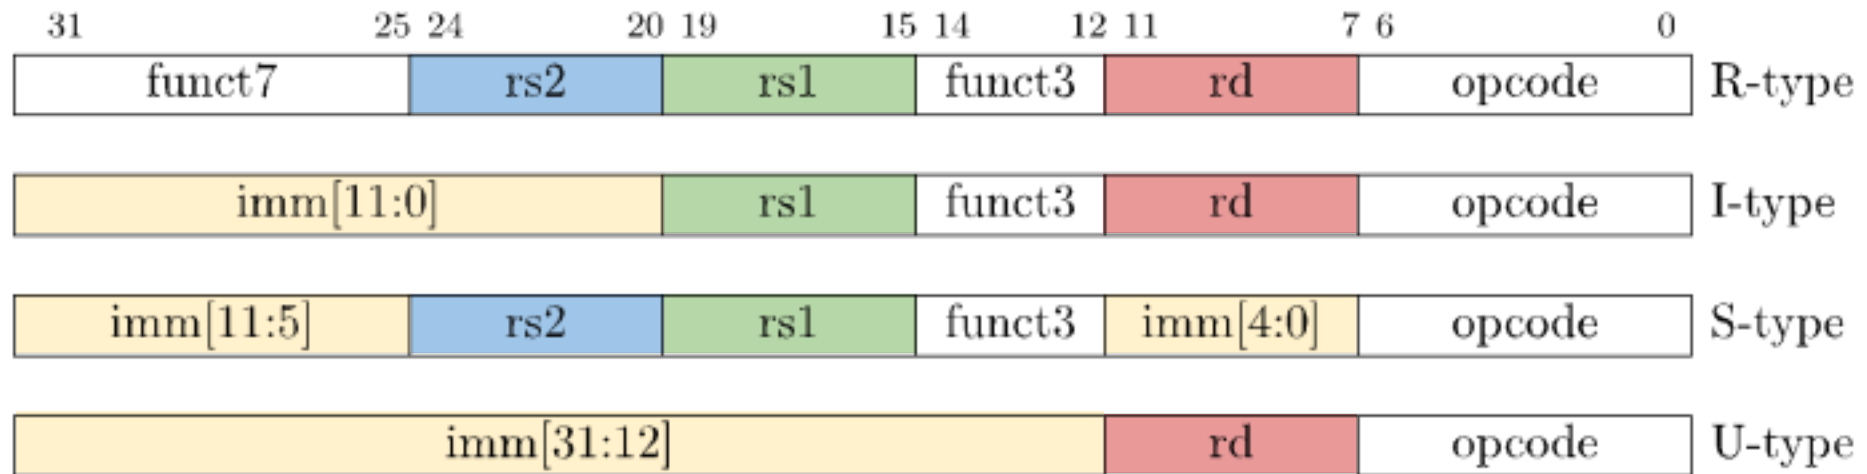 31 25 24 20 19 15 14 12 11 7 6 0
funct7 rs2 rs1 funct3 rd opcode R-type
imm[11:0] rs1 funct3 rd opcode I-type
imm[11:5] rs2 rs1 funct3 imm[4:0] opcode S-type
imm[31:12] rd opcode U-type